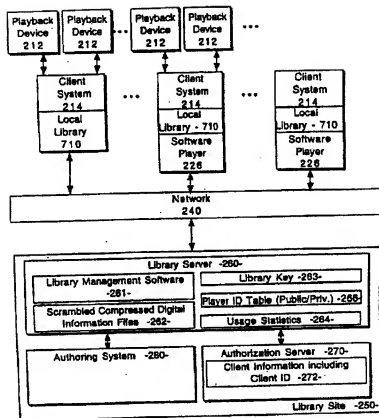 Playback Device 212
Playback Device 212
...
Playback Device 212
Playback Device 212
...
Client System 214
Local Library 710
...
Client System 214
Local Library - 710
Software Player 226
...
Client System 214
Local Library - 710
Software Player 226
Network 240
Library Server -260-
Library Management Software -261-
Library Key -263-
Player ID Table (Public/Priv.) -266-
Scrambled Compressed Digital Information Files -262-
Usage Statistics -264-
Authoring System -280-
Authorization Server -270-
Client Information including Client ID -272-
Library Site -250-